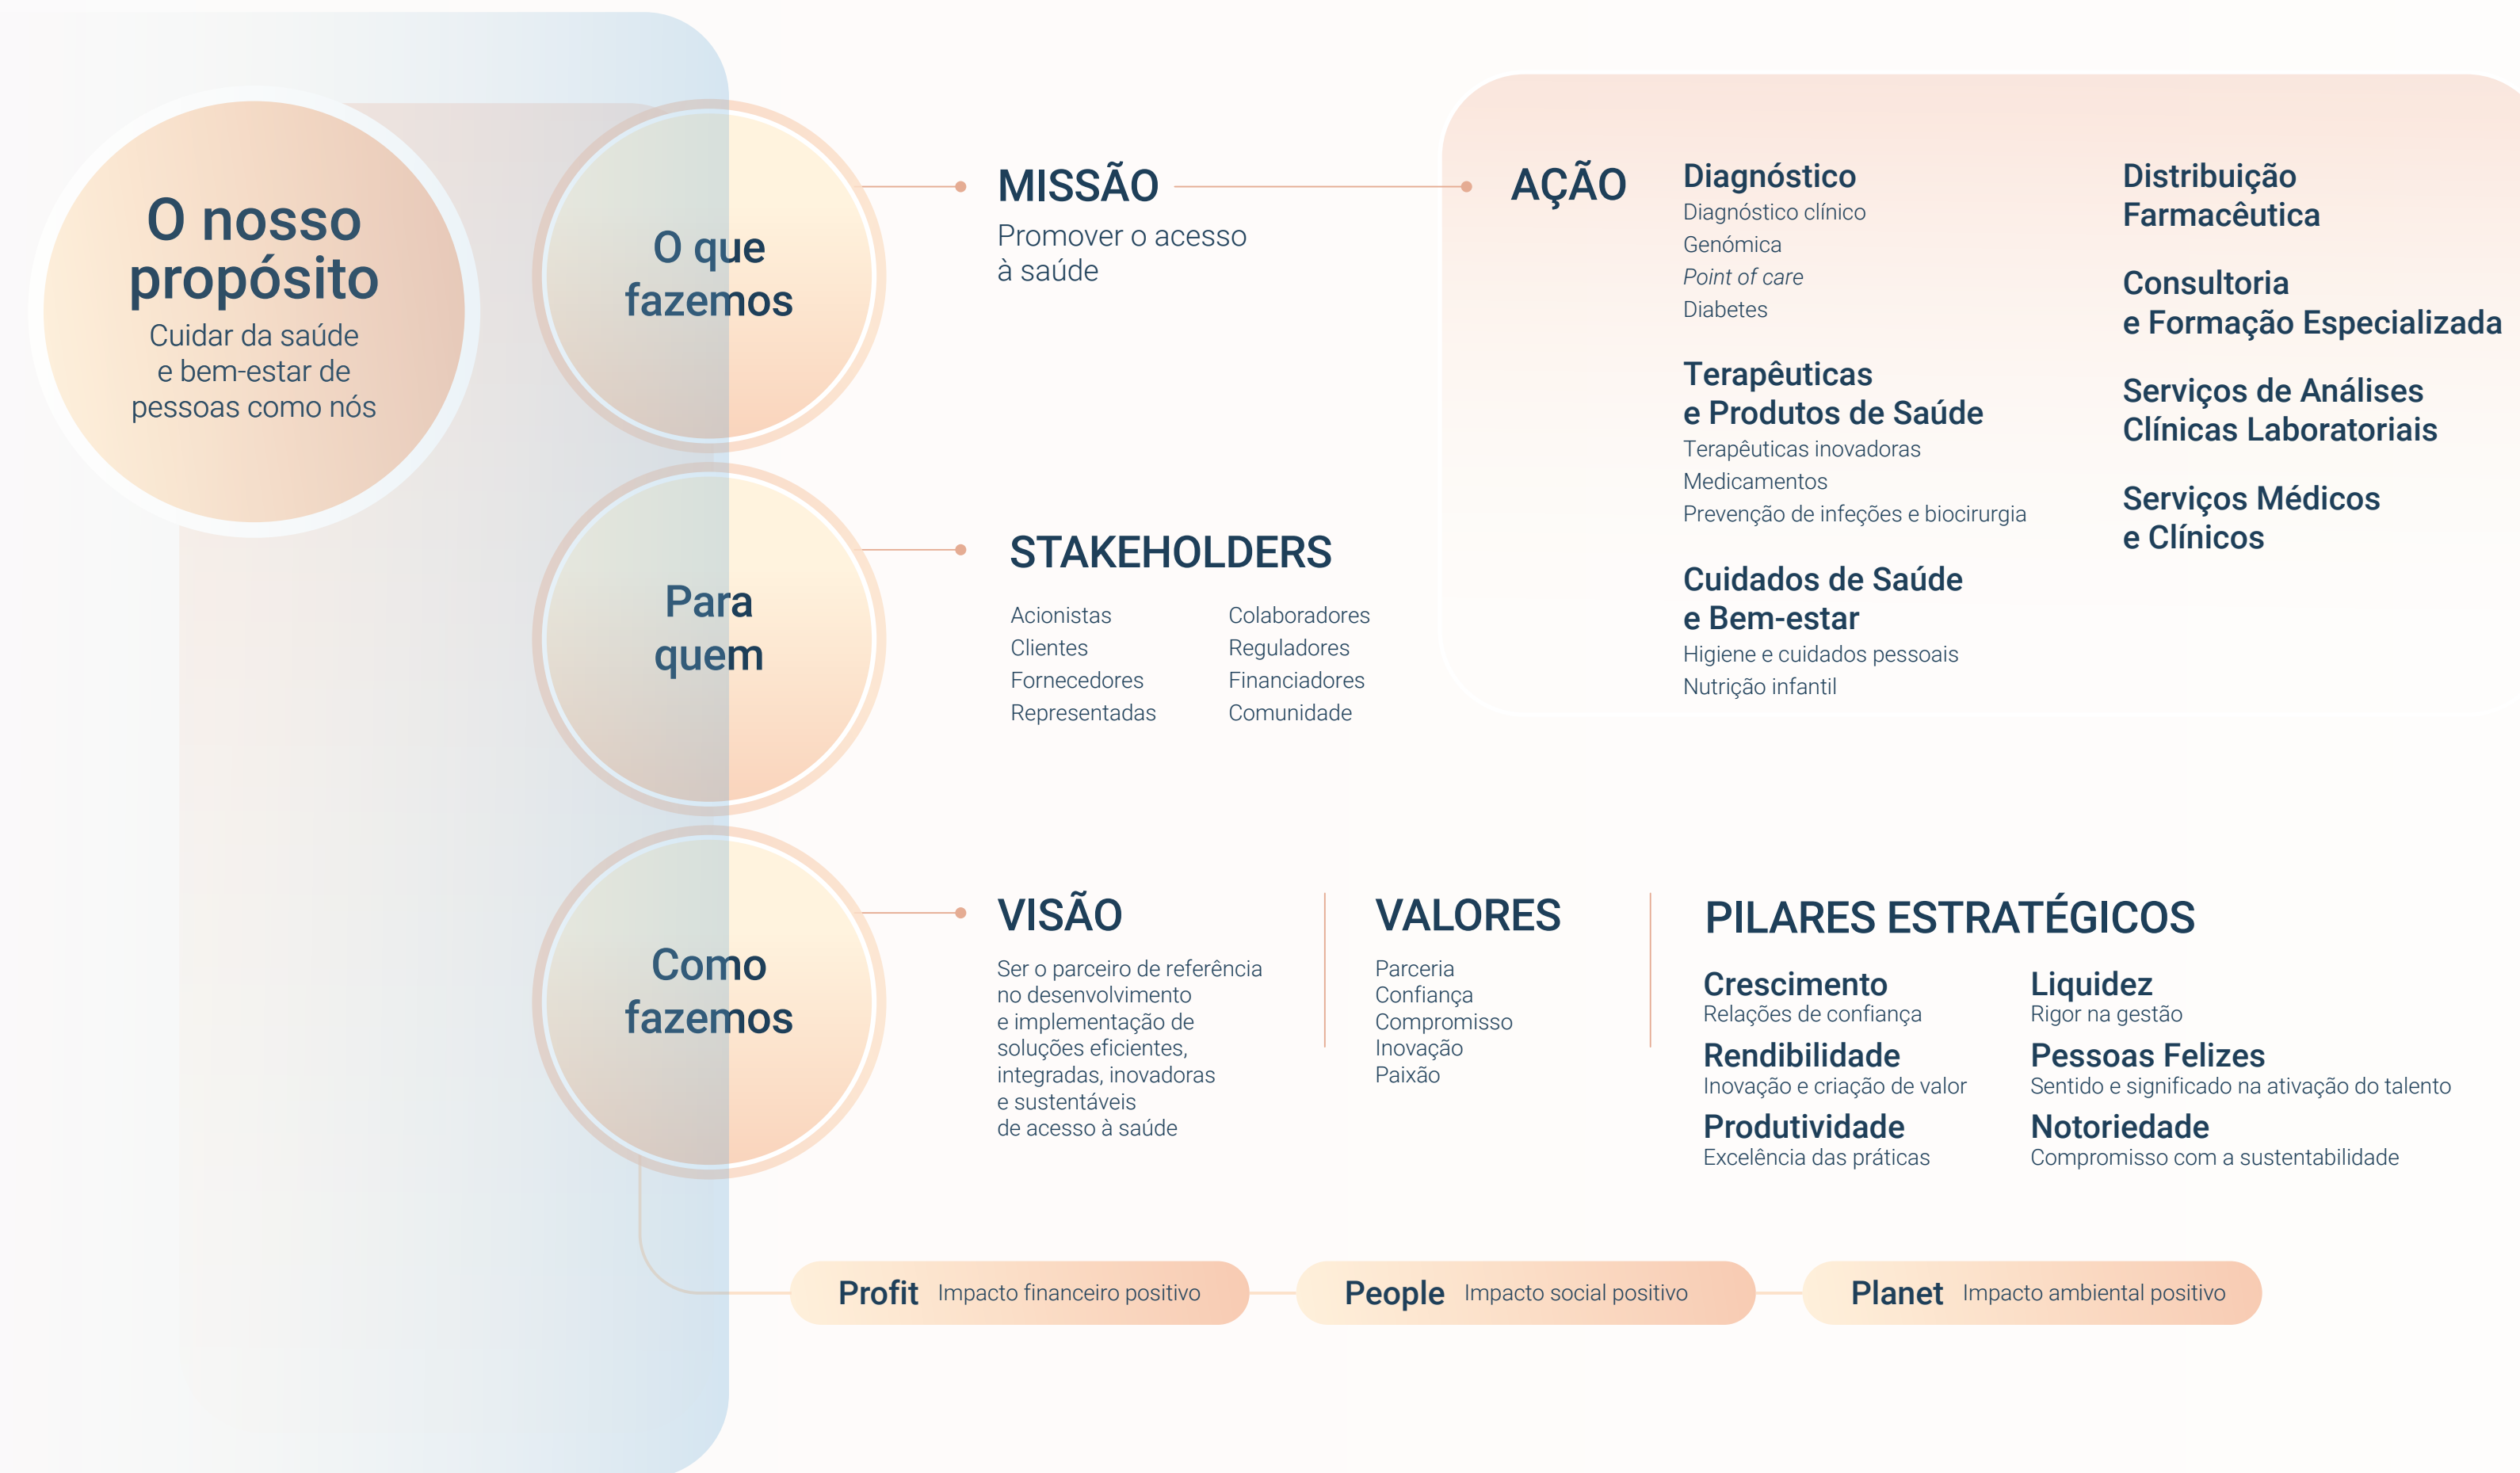 O nosso
propósito
Cuidar da saúde
e bem-estar de
pessoas como nós
O que
fazemos
MISSÃO
Promover o acesso
à saúde
AÇÃO
Diagnóstico
Diagnóstico clínico
Genómica
Point of care
Diabetes
Terapêuticas
e Produtos de Saúde
Terapêuticas inovadoras
Medicamentos
Prevenção de infeções e biocirurgia
Cuidados de Saúde
e Bem-estar
Higiene e cuidados pessoais
Nutrição infantil
Distribuição
Farmacêutica
Consultoria
e Formação Especializada
Serviços de Análises
Clínicas Laboratoriais
Serviços Médicos
e Clínicos
Para
quem
STAKEHOLDERS
Acionistas
Clientes
Fornecedores
Representadas
Colaboradores
Reguladores
Financiadores
Comunidade
Como
fazemos
VISÃO
Ser o parceiro de referência
no desenvolvimento
e implementação de
soluções eficientes,
integradas, inovadoras
e sustentáveis
de acesso à saúde
VALORES
Parceria
Confiança
Compromisso
Inovação
Paixão
PILARES ESTRATÉGICOS
Crescimento
Relações de confiança
Rendibilidade
Inovação e criação de valor
Produtividade
Excelência das práticas
Liquidez
Rigor na gestão
Pessoas Felizes
Sentido e significado na ativação do talento
Notoriedade
Compromisso com a sustentabilidade
Profit Impacto financeiro positivo
People Impacto social positivo
Planet Impacto ambiental positivo